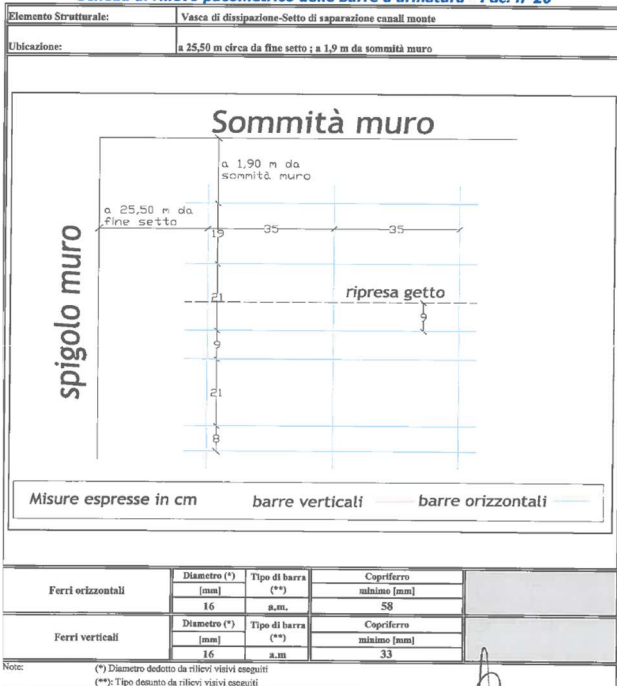 Elemento Strutturale: Vasca di dissipazione-Setto di saparazione canali monte
Ubicazione: a 25,50 m circa da fine setto ; a 1,9 m da sommità muro
Sommità muro
a 1,90 m da
sommità muro
a 25,50 m da
fine setto
19
35
35
spigolo muro
21
ripresa getto
9
9
21
8
Misure espresse in cm barre verticali barre orizzontali
Ferri orizzontali
Diametro (*) Tipo di barra Copriferro
[mm] (**) minimo [mm]
16 a.m. 58
Ferri verticali
Diametro (*) Tipo di barra Copriferro
[mm] (**) minimo [mm]
16 a.m 33
Note: (*) Diametro dedotto da rilievi visivi eseguiti
(**): Tipo desunto da rilievi visivi eseguiti